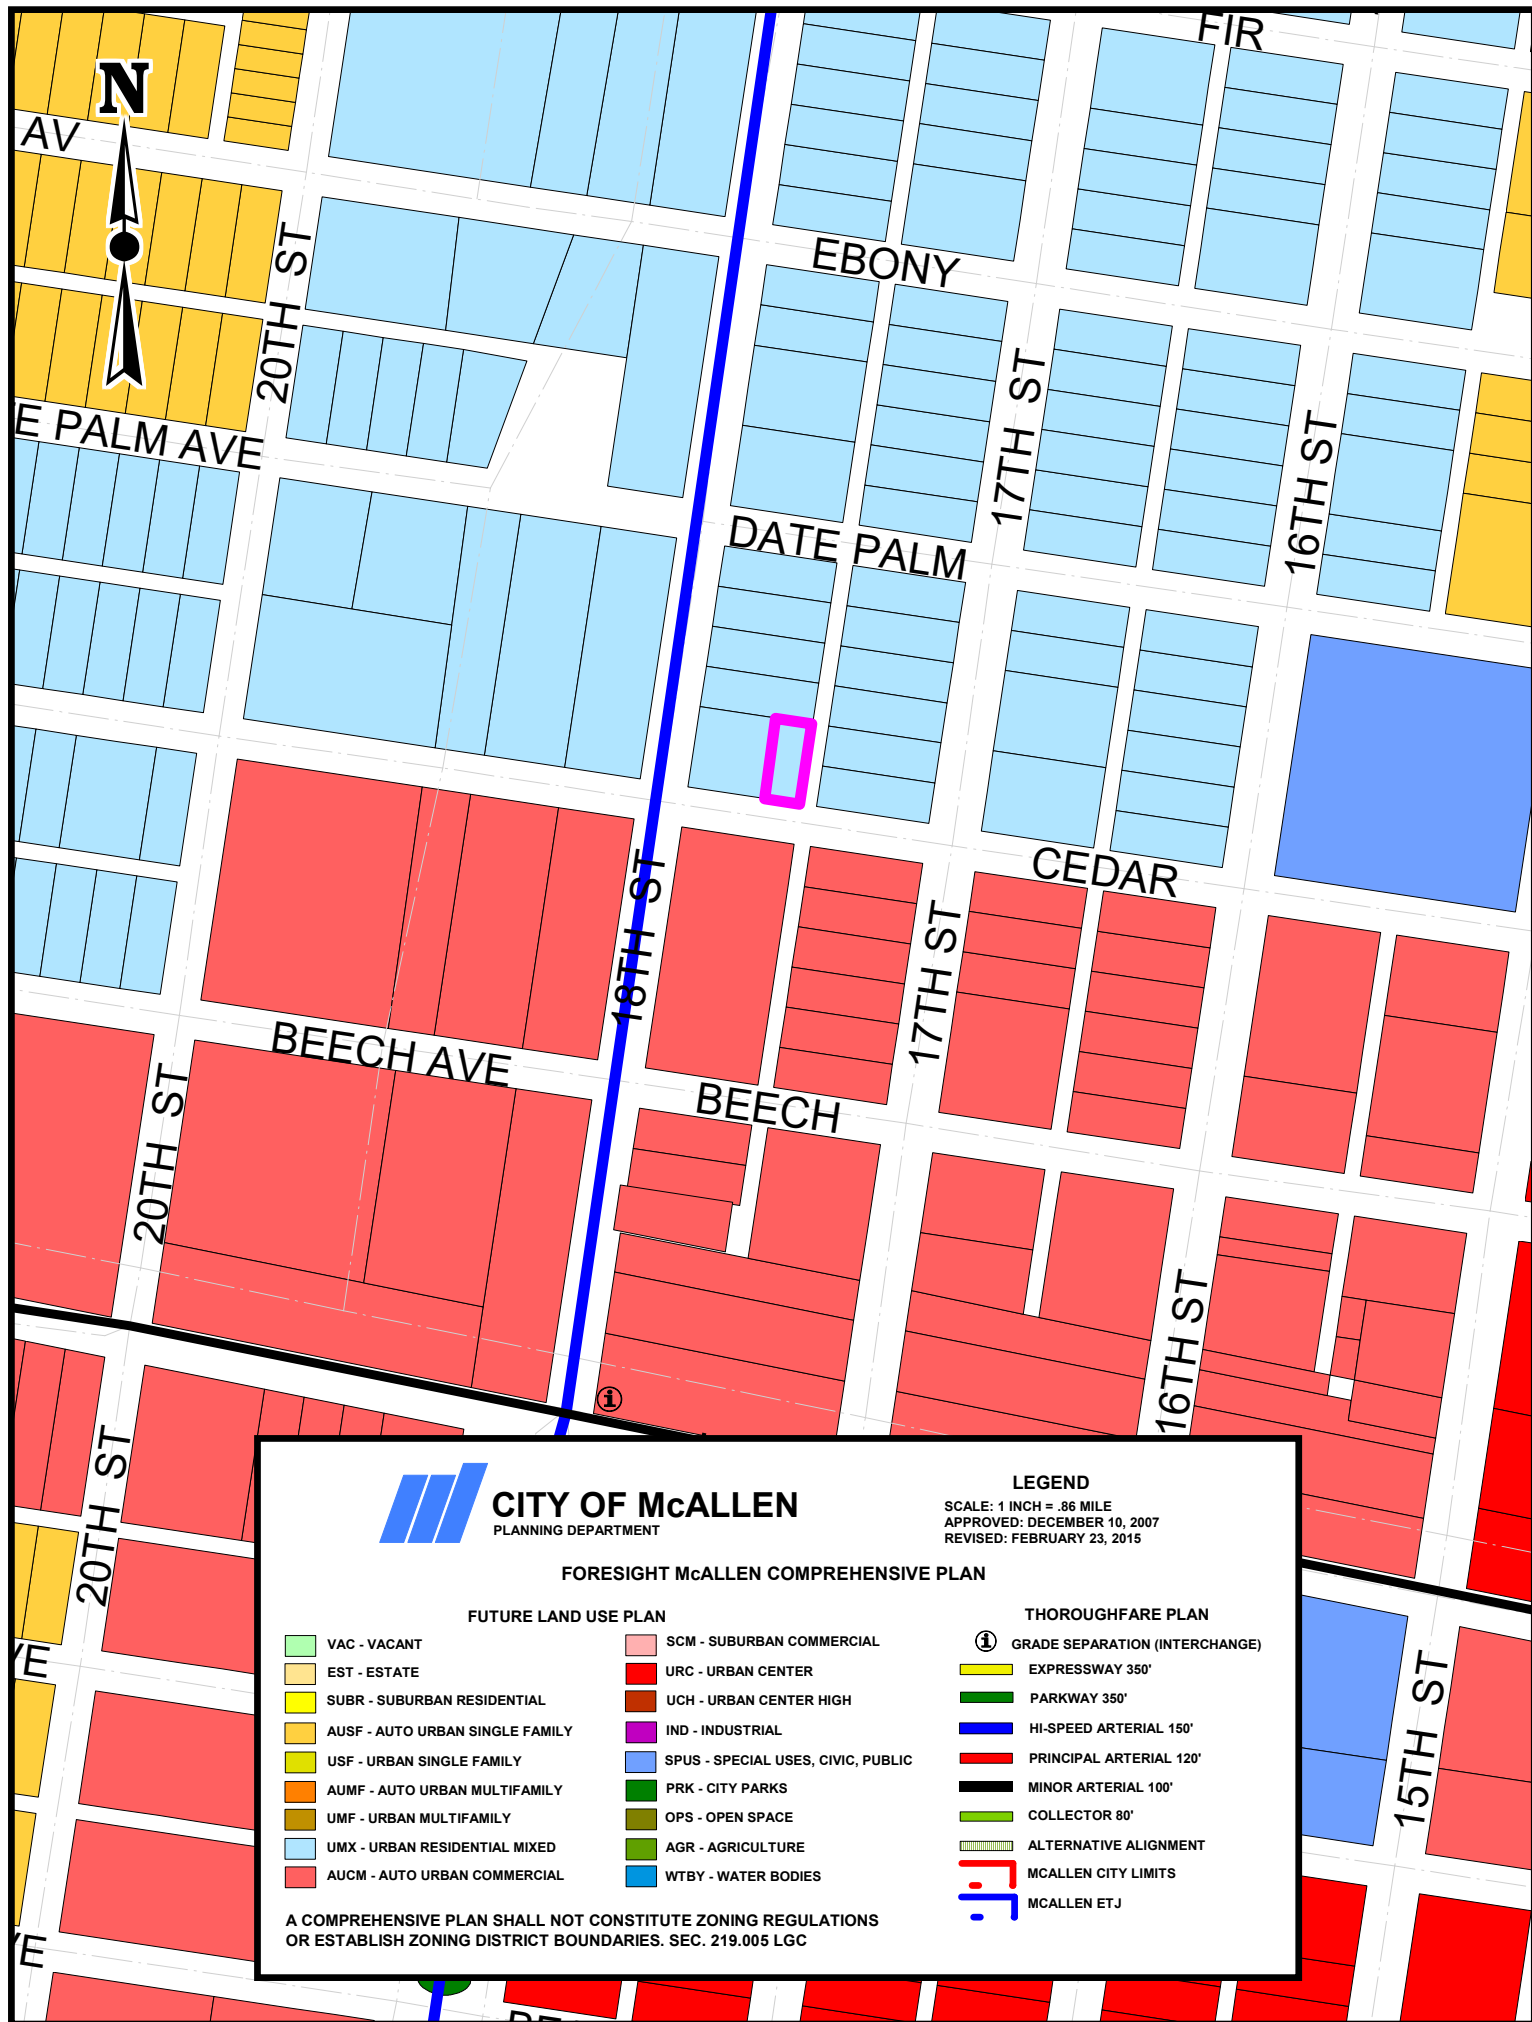 FIR
N
AV
EBONY
20TH ST
17TH ST
E PALM AVE
16TH ST
DATE PALM
CEDAR
18TH ST
17TH ST
BEECH AVE
BEECH
20TH ST
16TH ST
20TH ST
15TH ST
CITY OF McALLEN
PLANNING DEPARTMENT
LEGEND
SCALE: 1 INCH = .86 MILE
APPROVED: DECEMBER 10, 2007
REVISED: FEBRUARY 23, 2015
FORESIGHT McALLEN COMPREHENSIVE PLAN
FUTURE LAND USE PLAN
VAC - VACANT
EST - ESTATE
SUBR - SUBURBAN RESIDENTIAL
AUSF - AUTO URBAN SINGLE FAMILY
USF - URBAN SINGLE FAMILY
AUMF - AUTO URBAN MULTIFAMILY
UMF - URBAN MULTIFAMILY
UMX - URBAN RESIDENTIAL MIXED
AUCM - AUTO URBAN COMMERCIAL
SCM - SUBURBAN COMMERCIAL
URC - URBAN CENTER
UCH - URBAN CENTER HIGH
IND - INDUSTRIAL
SPUS - SPECIAL USES, CIVIC, PUBLIC
PRK - CITY PARKS
OPS - OPEN SPACE
AGR - AGRICULTURE
WTBY - WATER BODIES
THOROUGHFARE PLAN
GRADE SEPARATION (INTERCHANGE)
EXPRESSWAY 350'
PARKWAY 350'
HI-SPEED ARTERIAL 150'
PRINCIPAL ARTERIAL 120'
MINOR ARTERIAL 100'
COLLECTOR 80'
ALTERNATIVE ALIGNMENT
MCALLEN CITY LIMITS
MCALLEN ETJ
A COMPREHENSIVE PLAN SHALL NOT CONSTITUTE ZONING REGULATIONS
OR ESTABLISH ZONING DISTRICT BOUNDARIES. SEC. 219.005 LGC